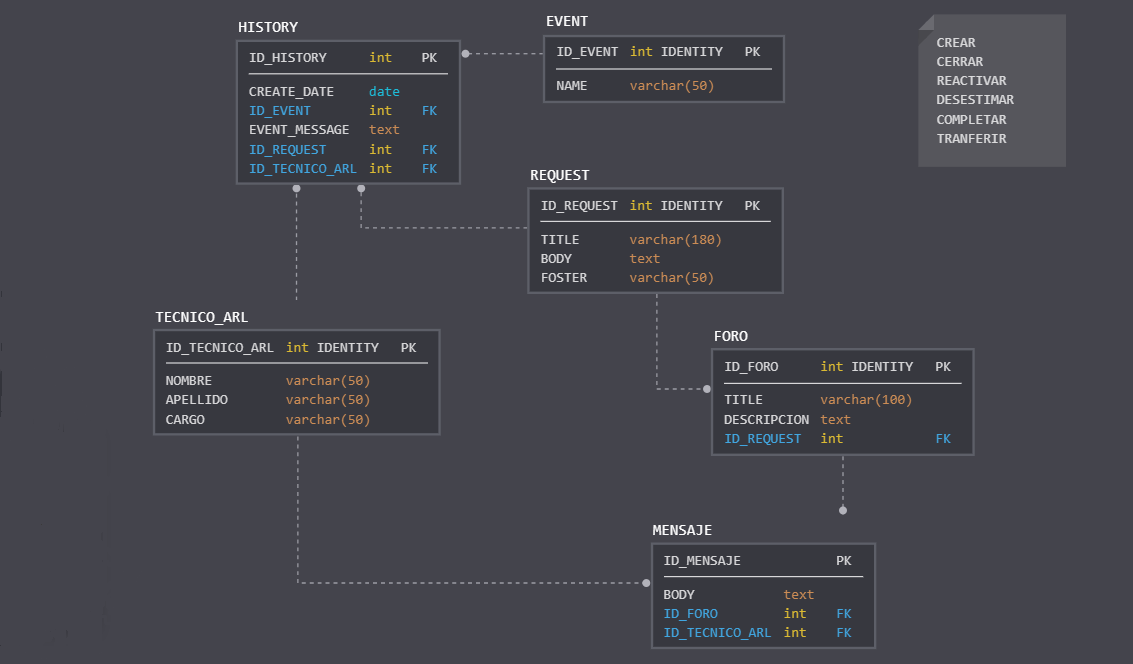 HISTORY
ID_HISTORY int PK
CREATE_DATE date
ID_EVENT int FK
EVENT_MESSAGE text
ID_REQUEST int FK
ID_TECNICO_ARL int FK
EVENT
ID_EVENT int IDENTITY PK
NAME varchar(50)
CREAR
CERRAR
REACTIVAR
DESESTIMAR
COMPLETAR
TRANFERIR
REQUEST
ID_REQUEST int IDENTITY PK
TITLE varchar(180)
BODY text
FOSTER varchar(50)
TECNICO_ARL
ID_TECNICO_ARL int IDENTITY PK
NOMBRE varchar(50)
APELLIDO varchar(50)
CARGO varchar(50)
FORO
ID_FORO int IDENTITY PK
TITLE varchar(100)
DESCRIPCION text
ID_REQUEST int FK
MENSAJE
ID_MENSAJE PK
BODY text
ID_FORO int FK
ID_TECNICO_ARL int FK